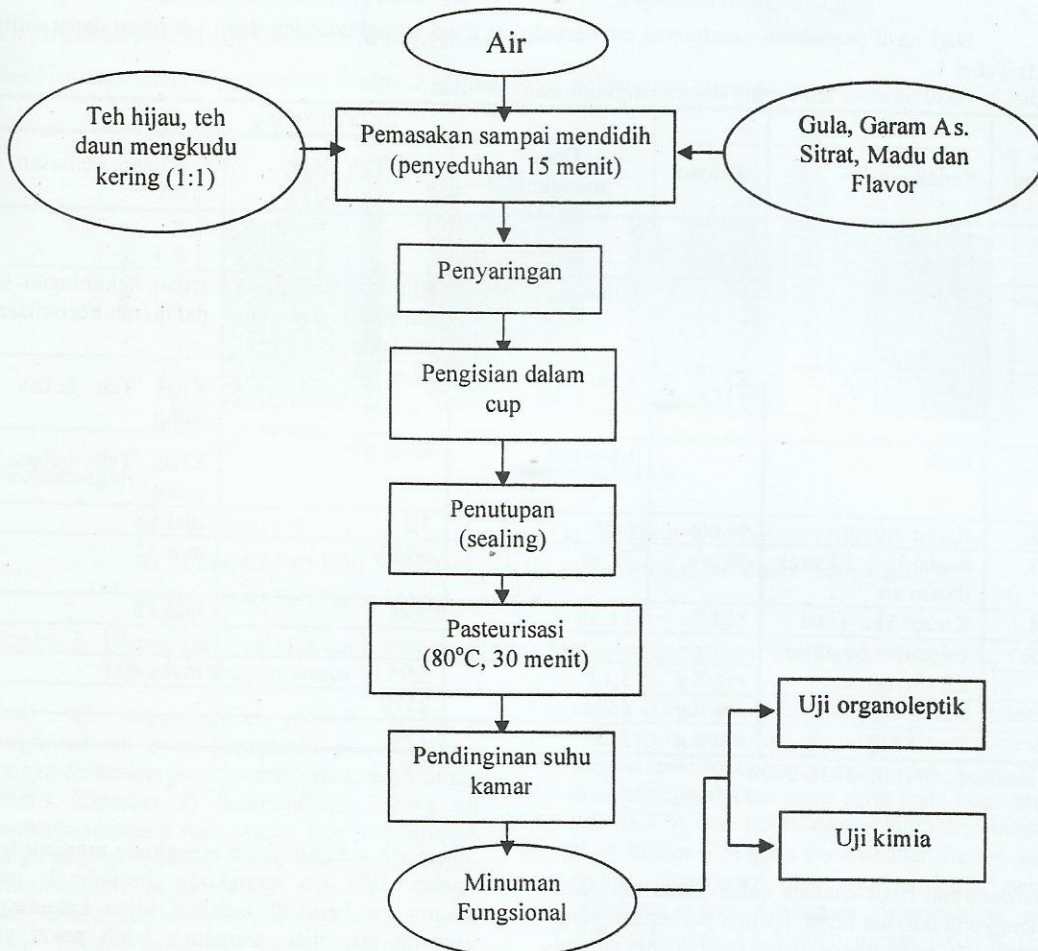 Air
Teh hijau, teh
daun mengkudu
kering (1:1)
Pemasakan sampai mendidih
(penyeduhan 15 menit)
Gula, Garam As.
Sitrat, Madu dan
Flavor
Penyaringan
Pengisian dalam
cup
Penutupan
(sealing)
Pasteurisasi
(80°C, 30 menit)
Pendinginan suhu
kamar
Uji organoleptik
Uji kimia
Minuman
Fungsional